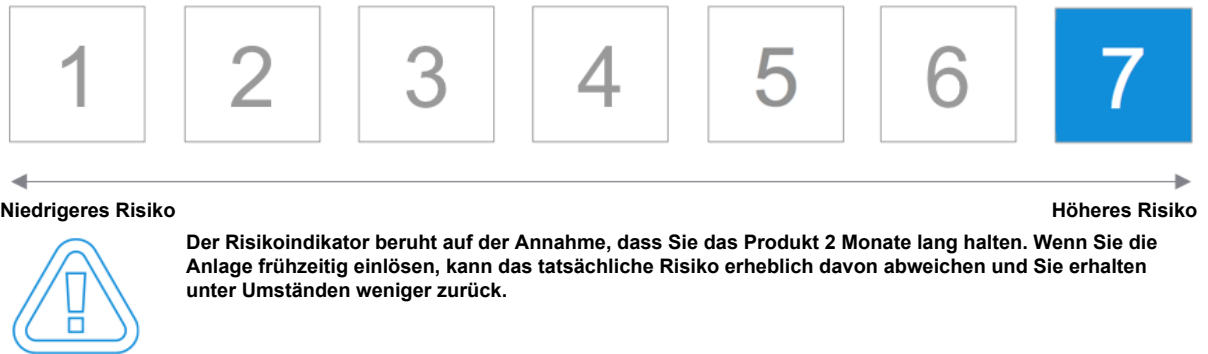 1 2 3 4 5 6 7
Niedrigeres Risiko Höheres Risiko
Der Risikoindikator beruht auf der Annahme, dass Sie das Produkt 2 Monate lang halten. Wenn Sie die
Anlage frühzeitig einlösen, kann das tatsächliche Risiko erheblich davon abweichen und Sie erhalten
unter Umständen weniger zurück.